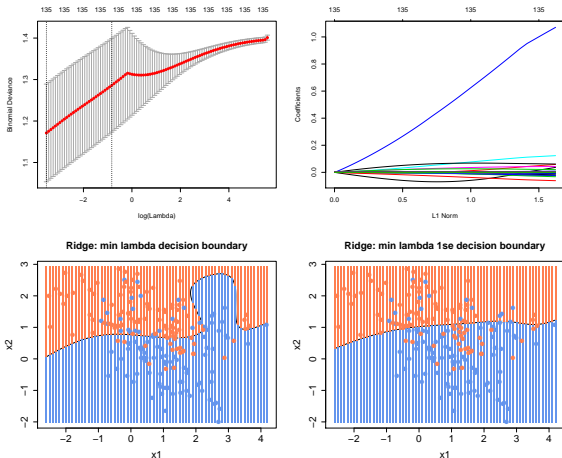 135 135 135 135 135 135 135
Binomial Deviance
1.4
1.3
1.2
1.1
−2 0 2 4
log(Lambda)
135 135 135 135
Coefficients
1.0
0.8
0.6
0.4
0.2
0.0
0.0 0.5 1.0 1.5
L1 Norm
Ridge: min lambda decision boundary
x2
3
2
1
0
−1
−2
−2 −1 0 1 2 3 4
x1
Ridge: min lambda 1se decision boundary
x2
3
2
1
0
−1
−2
−2 −1 0 1 2 3 4
x1